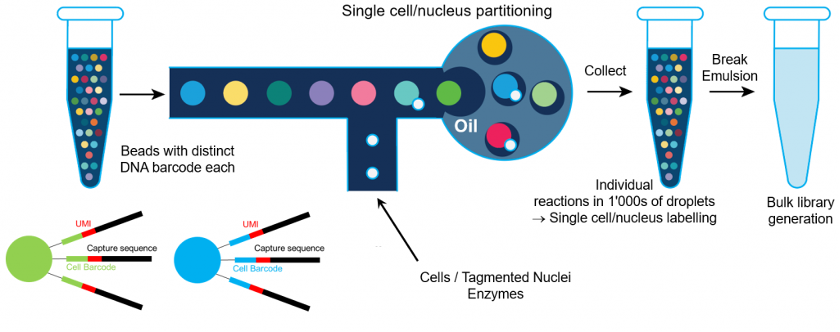 Single cell/nucleus partitioning
Collect
Break
Emulsion
Oil
Beads with distinct
DNA barcode each
Individual
reactions in 1'000s of droplets
→ Single cell/nucleus labelling
Bulk library
generation
Cells / Tagmented Nuclei
Enzymes
UMI
Capture sequence
Cell Barcode
UMI
Capture sequence
Cell Barcode